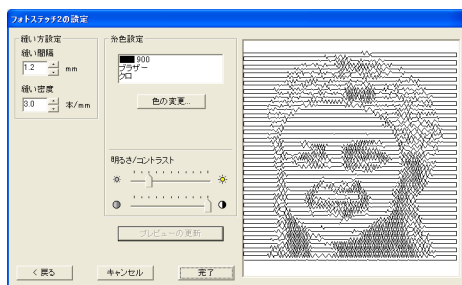 フォトステッチ2の設定
縫い方設定
縫い間隔
1.2 mm
縫い密度
3.0 本/mm
糸色設定
900
ブラザー
クロ
色の変更...
明るさ/コントラスト
プレビューの更新
< 戻る
キャンセル
完了